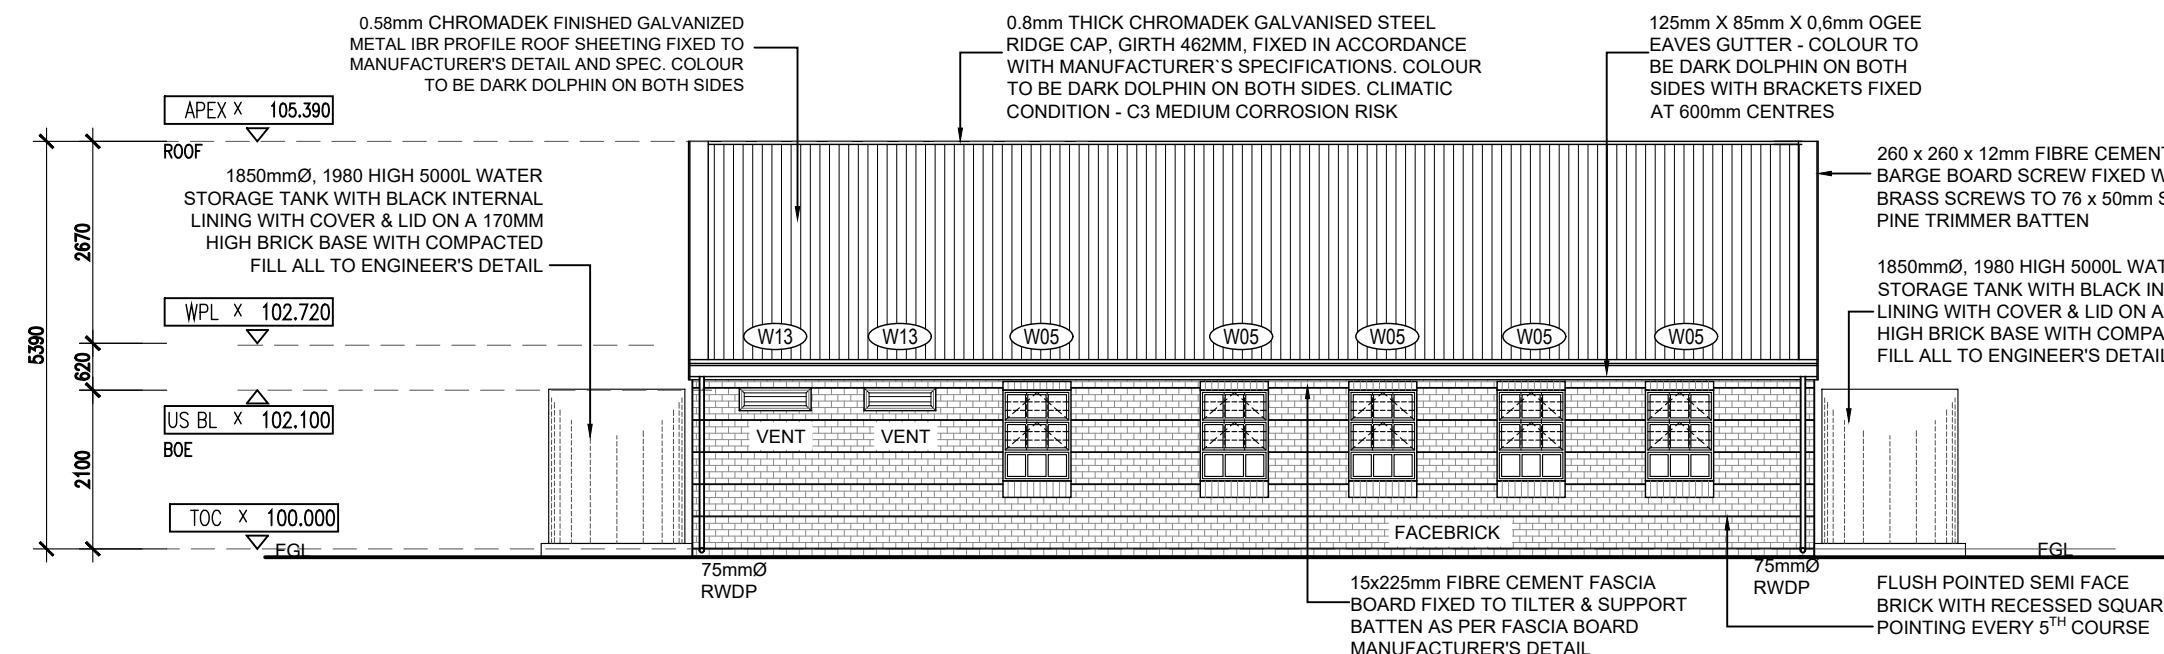 0.58mm CHROMADEK FINISHED GALVANIZED
METAL IBR PROFILE ROOF SHEETING FIXED TO
MANUFACTURER'S DETAIL AND SPEC. COLOUR
TO BE DARK DOLPHIN ON BOTH SIDES
0.8mm THICK CHROMADEK GALVANISED STEEL
RIDGE CAP, GIRTH 462MM, FIXED IN ACCORDANCE
WITH MANUFACTURER`S SPECIFICATIONS. COLOUR
TO BE DARK DOLPHIN ON BOTH SIDES. CLIMATIC
CONDITION - C3 MEDIUM CORROSION RISK
125mm X 85mm X 0,6mm OGEE
EAVES GUTTER - COLOUR TO
BE DARK DOLPHIN ON BOTH
SIDES WITH BRACKETS FIXED
AT 600mm CENTRES
APEX X 105.390
ROOF
1850mmØ, 1980 HIGH 5000L WATER
STORAGE TANK WITH BLACK INTERNAL
LINING WITH COVER & LID ON A 170MM
HIGH BRICK BASE WITH COMPACTED
FILL ALL TO ENGINEER'S DETAIL
260 x 260 x 12mm FIBRE CEMENT
BARGE BOARD SCREW FIXED W
BRASS SCREWS TO 76 x 50mm S
PINE TRIMMER BATTEN
1850mmØ, 1980 HIGH 5000L WAT
STORAGE TANK WITH BLACK IN
LINING WITH COVER & LID ON A
HIGH BRICK BASE WITH COMPA
FILL ALL TO ENGINEER'S DETAIL
5390
2670
620
2100
WPL X 102.720
US BL X 102.100
BOE
TOC X 100.000
FGL
W13 W13 W05 W05 W05 W05 W05
VENT VENT
FACEBRICK
FGL
75mmØ
RWDP
75mmØ
RWDP
15x225mm FIBRE CEMENT FASCIA
BOARD FIXED TO TILTER & SUPPORT
BATTEN AS PER FASCIA BOARD
MANUFACTURER'S DETAIL
FLUSH POINTED SEMI FACE
BRICK WITH RECESSED SQUAR
POINTING EVERY 5TH COURSE